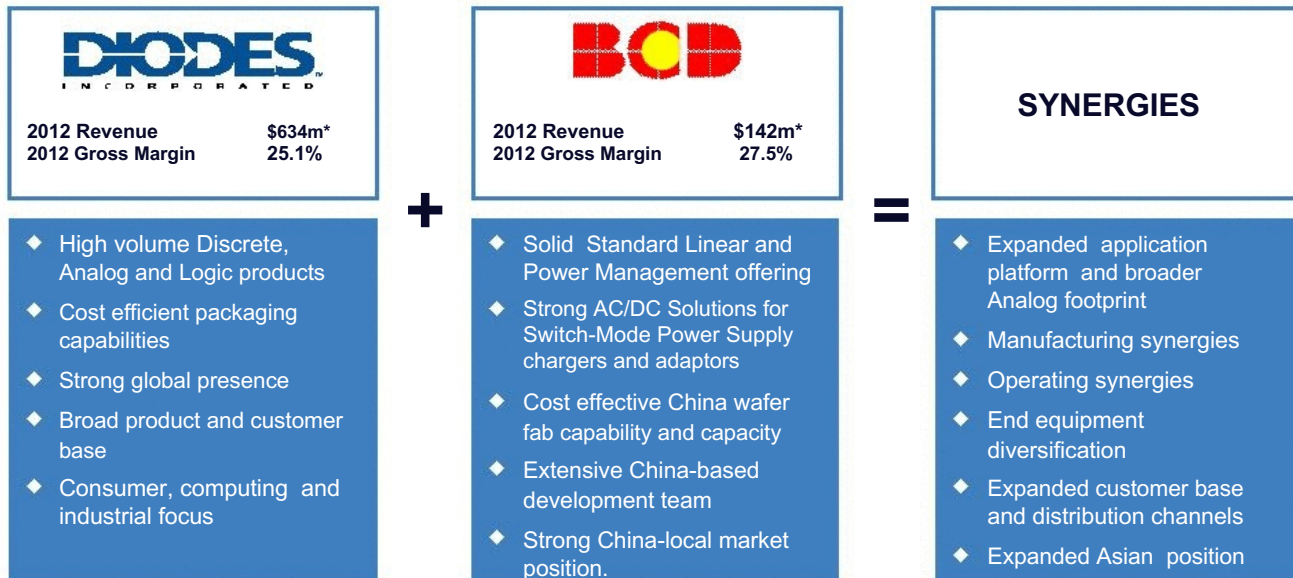 DIODES™
INCORPORATED
2012 Revenue $634m*
2012 Gross Margin 25.1%
◆ High volume Discrete,
Analog and Logic products
◆ Cost efficient packaging
capabilities
◆ Strong global presence
◆ Broad product and customer
base
◆ Consumer, computing and
industrial focus
+
BCD
2012 Revenue $142m*
2012 Gross Margin 27.5%
◆ Solid Standard Linear and
Power Management offering
◆ Strong AC/DC Solutions for
Switch-Mode Power Supply
chargers and adaptors
◆ Cost effective China wafer
fab capability and capacity
◆ Extensive China-based
development team
◆ Strong China-local market
position.
=
SYNERGIES
◆ Expanded application
platform and broader
Analog footprint
◆ Manufacturing synergies
◆ Operating synergies
◆ End equipment
diversification
◆ Expanded customer base
and distribution channels
◆ Expanded Asian position